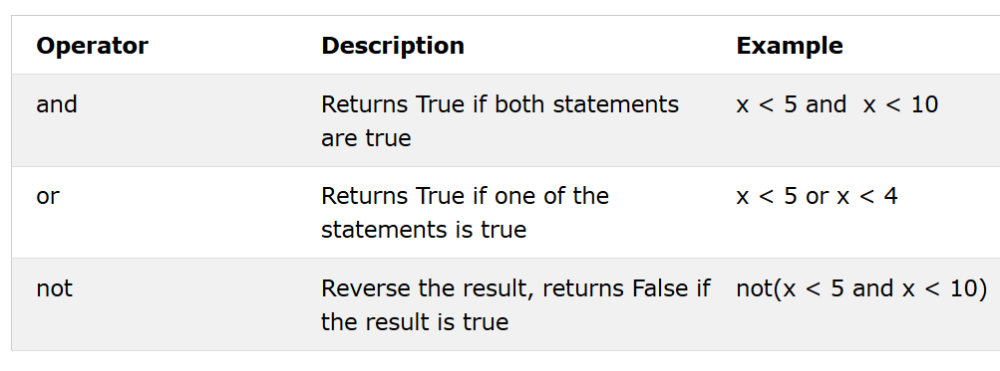 Operator Description Example
and Returns True if both statements x < 5 and  x < 10
are true
or Returns True if one of the x < 5 or x < 4
statements is true
not Reverse the result, returns False if not(x < 5 and x < 10)
the result is true